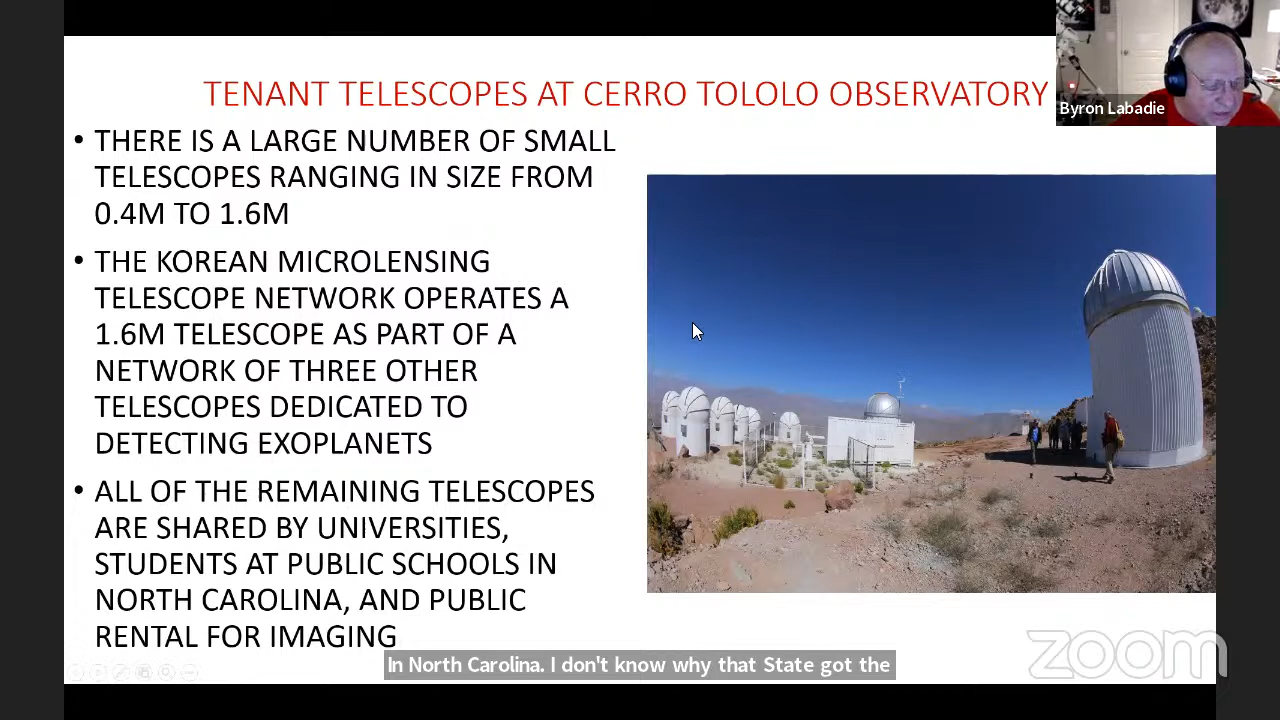 TENANT TELESCOPES AT CERRO TOLOLO OBSERVATORY
Byron Labadie
• THERE IS A LARGE NUMBER OF SMALL
TELESCOPES RANGING IN SIZE FROM
0.4M TO 1.6M
• THE KOREAN MICROLENSING
TELESCOPE NETWORK OPERATES A
1.6M TELESCOPE AS PART OF A
NETWORK OF THREE OTHER
TELESCOPES DEDICATED TO
DETECTING EXOPLANETS
• ALL OF THE REMAINING TELESCOPES
ARE SHARED BY UNIVERSITIES,
STUDENTS AT PUBLIC SCHOOLS IN
NORTH CAROLINA, AND PUBLIC
RENTAL FOR IMAGING
In North Carolina. I don't know why that State got the
zoom